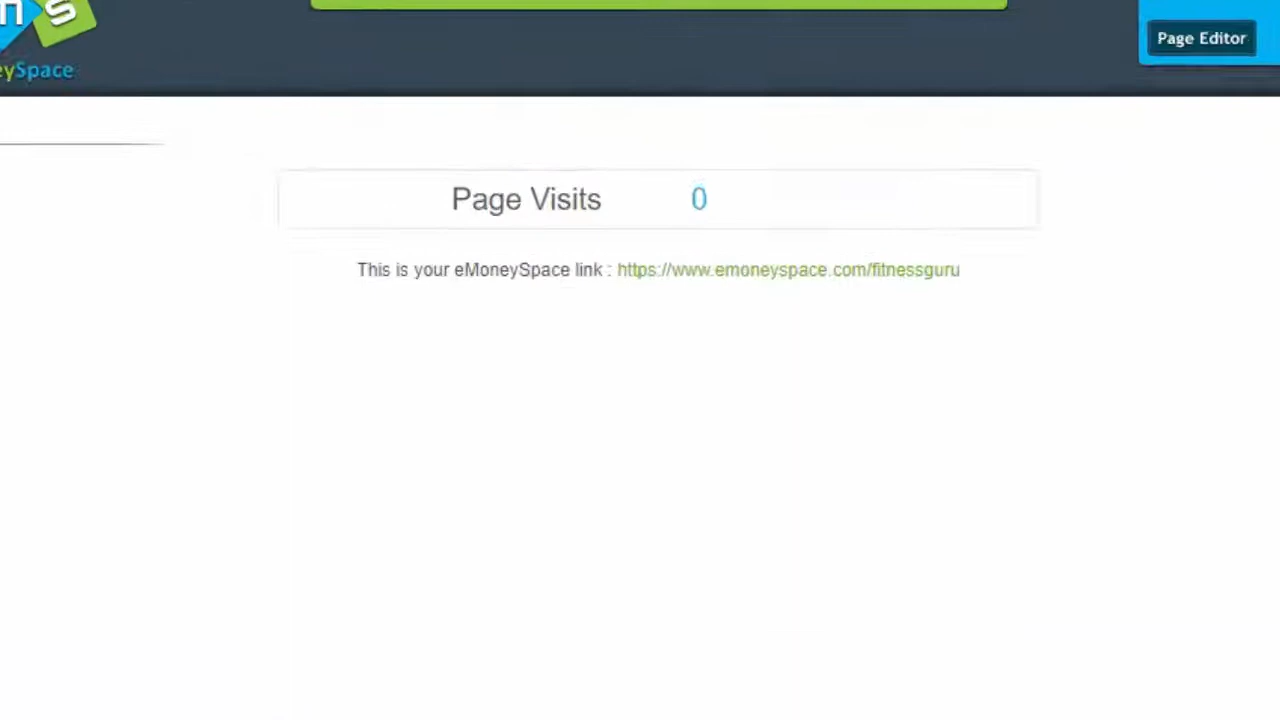 S
eySpace
Page Editor
Page Visits 0
This is your eMoneySpace link : https://www.emoneyspace.com/fitnessguru